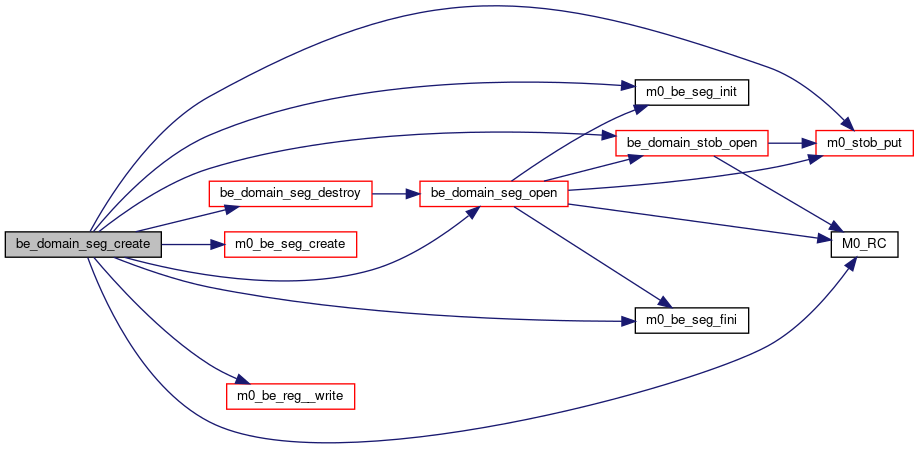 m0_be_seg_init
be_domain_stob_open
m0_stob_put
be_domain_seg_destroy
be_domain_seg_open
be_domain_seg_create
m0_be_seg_create
M0_RC
m0_be_seg_fini
m0_be_reg__write